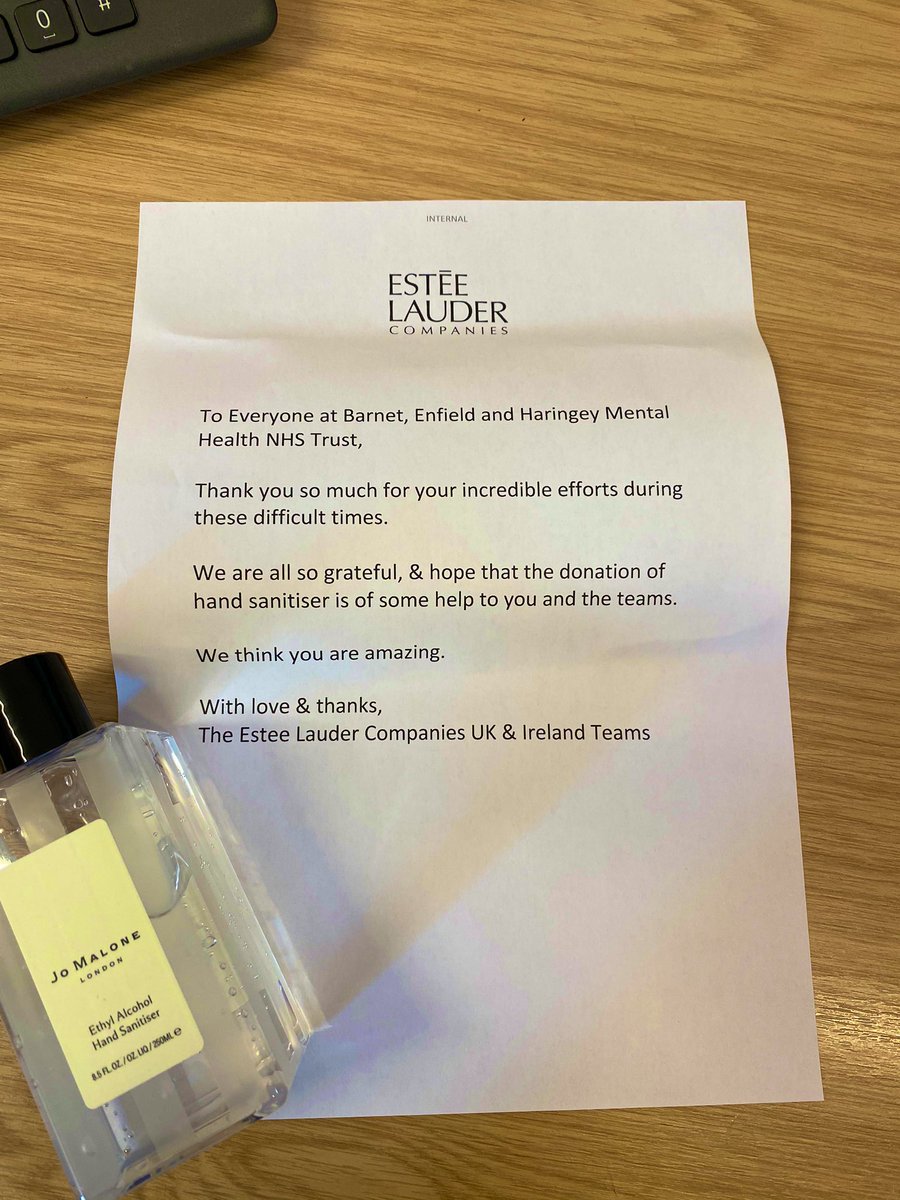 0
#
INTERNAL
ESTĒE
LAUDER
COMPANIES
To Everyone at Barnet, Enfield and Haringey Mental
Health NHS Trust,
Thank you so much for your incredible efforts during
these difficult times.
We are all so grateful, & hope that the donation of
hand sanitiser is of some help to you and the teams.
We think you are amazing.
With love & thanks,
The Estee Lauder Companies UK & Ireland Teams
JO MALONE
LONDON
Ethyl Alcohol
Hand Sanitiser
8.5 FL.OZ./OZ.LIQ/250ML ℮